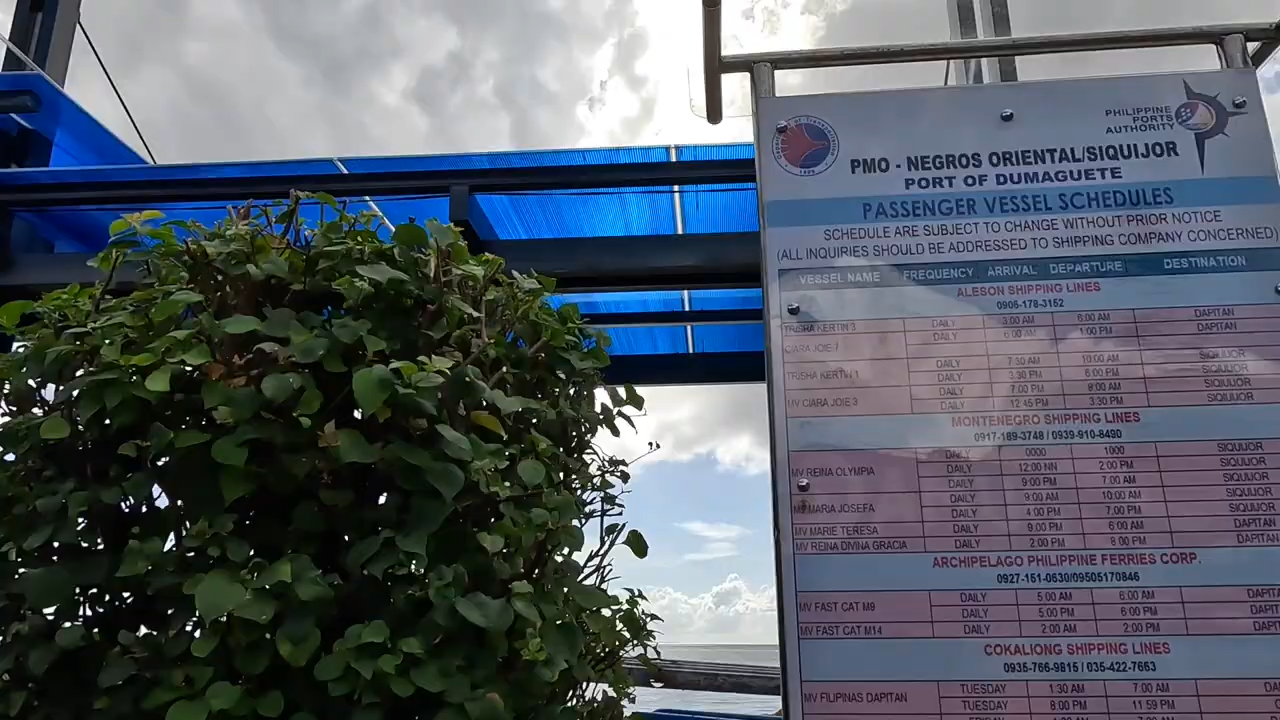 PHILIPPINE
PORTS
AUTHORITY
PMO - NEGROS ORIENTAL/SIQUIJOR
PORT OF DUMAGUETE
PASSENGER VESSEL SCHEDULES
SCHEDULE ARE SUBJECT TO CHANGE WITHOUT PRIOR NOTICE
(ALL INQUIRIES SHOULD BE ADDRESSED TO SHIPPING COMPANY CONCERNED)
VESSEL NAME FREQUENCY ARRIVAL DEPARTURE DESTINATION
ALESON SHIPPING LINES
0906-178-3152
TRISHA KERTIN 3 DAILY 3:00 AM 6:00 AM DAPITAN
CIARA JOIE 7 DAILY 6:00 AM 1:00 PM DAPITAN
TRISHA KERTIN 1 DAILY 7:30 AM 10:00 AM SIQUIJOR
DAILY 3:30 PM 6:00 PM SIQUIJOR
DAILY 7:00 PM 8:00 AM SIQUIJOR
MV CIARA JOIE 3 DAILY 12:45 PM 3:30 PM SIQUIJOR
MONTENEGRO SHIPPING LINES
0917-189-3748 / 0939-910-8490
DAILY 0000 1000 SIQUIJOR
MV REINA OLYMPIA DAILY 12:00 NN 2:00 PM SIQUIJOR
DAILY 9:00 PM 7:00 AM SIQUIJOR
MV MARIA JOSEFA DAILY 9:00 AM 10:00 AM SIQUIJOR
DAILY 4:00 PM 7:00 PM SIQUIJOR
MV MARIE TERESA DAILY 9:00 PM 6:00 AM DAPITAN
MV REINA DIVINA GRACIA DAILY 2:00 PM 8:00 PM DAPITAN
ARCHIPELAGO PHILIPPINE FERRIES CORP.
0927-151-0630/09505170846
MV FAST CAT M9 DAILY 5:00 AM 6:00 AM DAPITA
DAILY 5:00 PM 6:00 PM DAPIT
MV FAST CAT M14 DAILY 2:00 AM 2:00 PM DAPIT
COKALIONG SHIPPING LINES
0935-766-9815 / 035-422-7663
MV FILIPINAS DAPITAN TUESDAY 1:30 AM 7:00 AM DA
TUESDAY 8:00 PM 11:59 PM